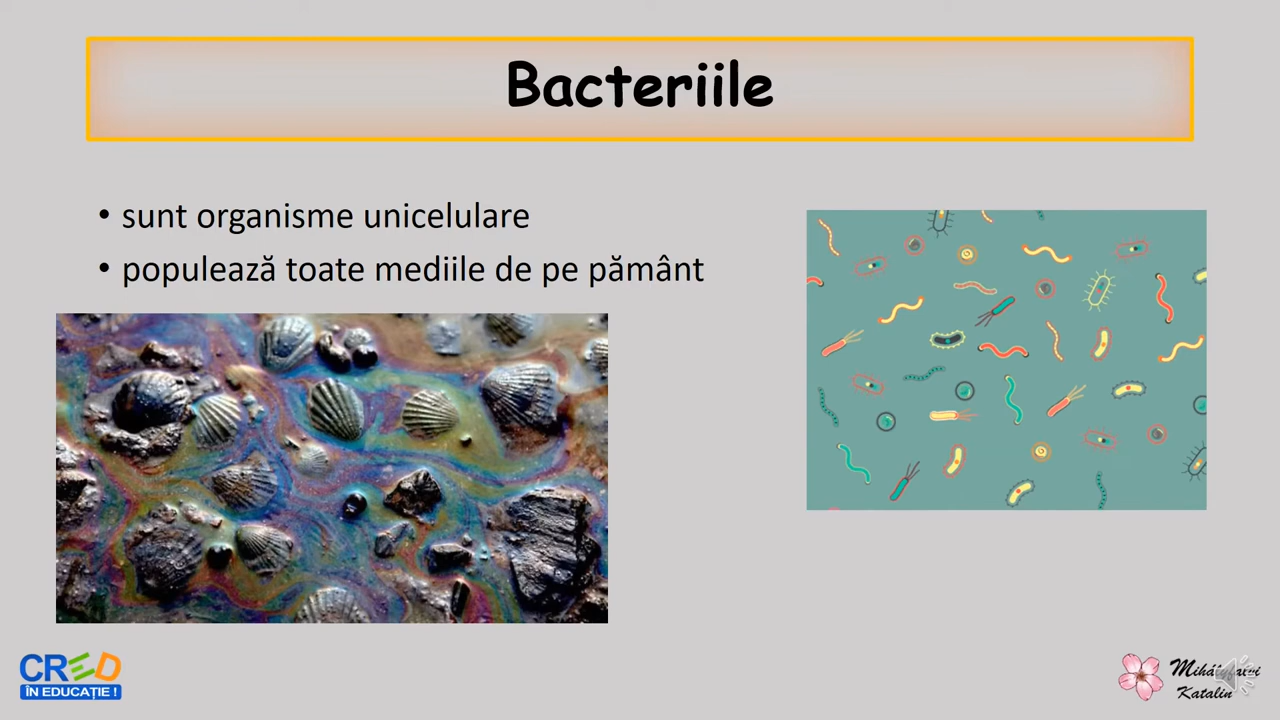 Bacteriile
• sunt organisme unicelulare
• populează toate mediile de pe pământ
CRED
ÎN EDUCAȚIE !
Katalin